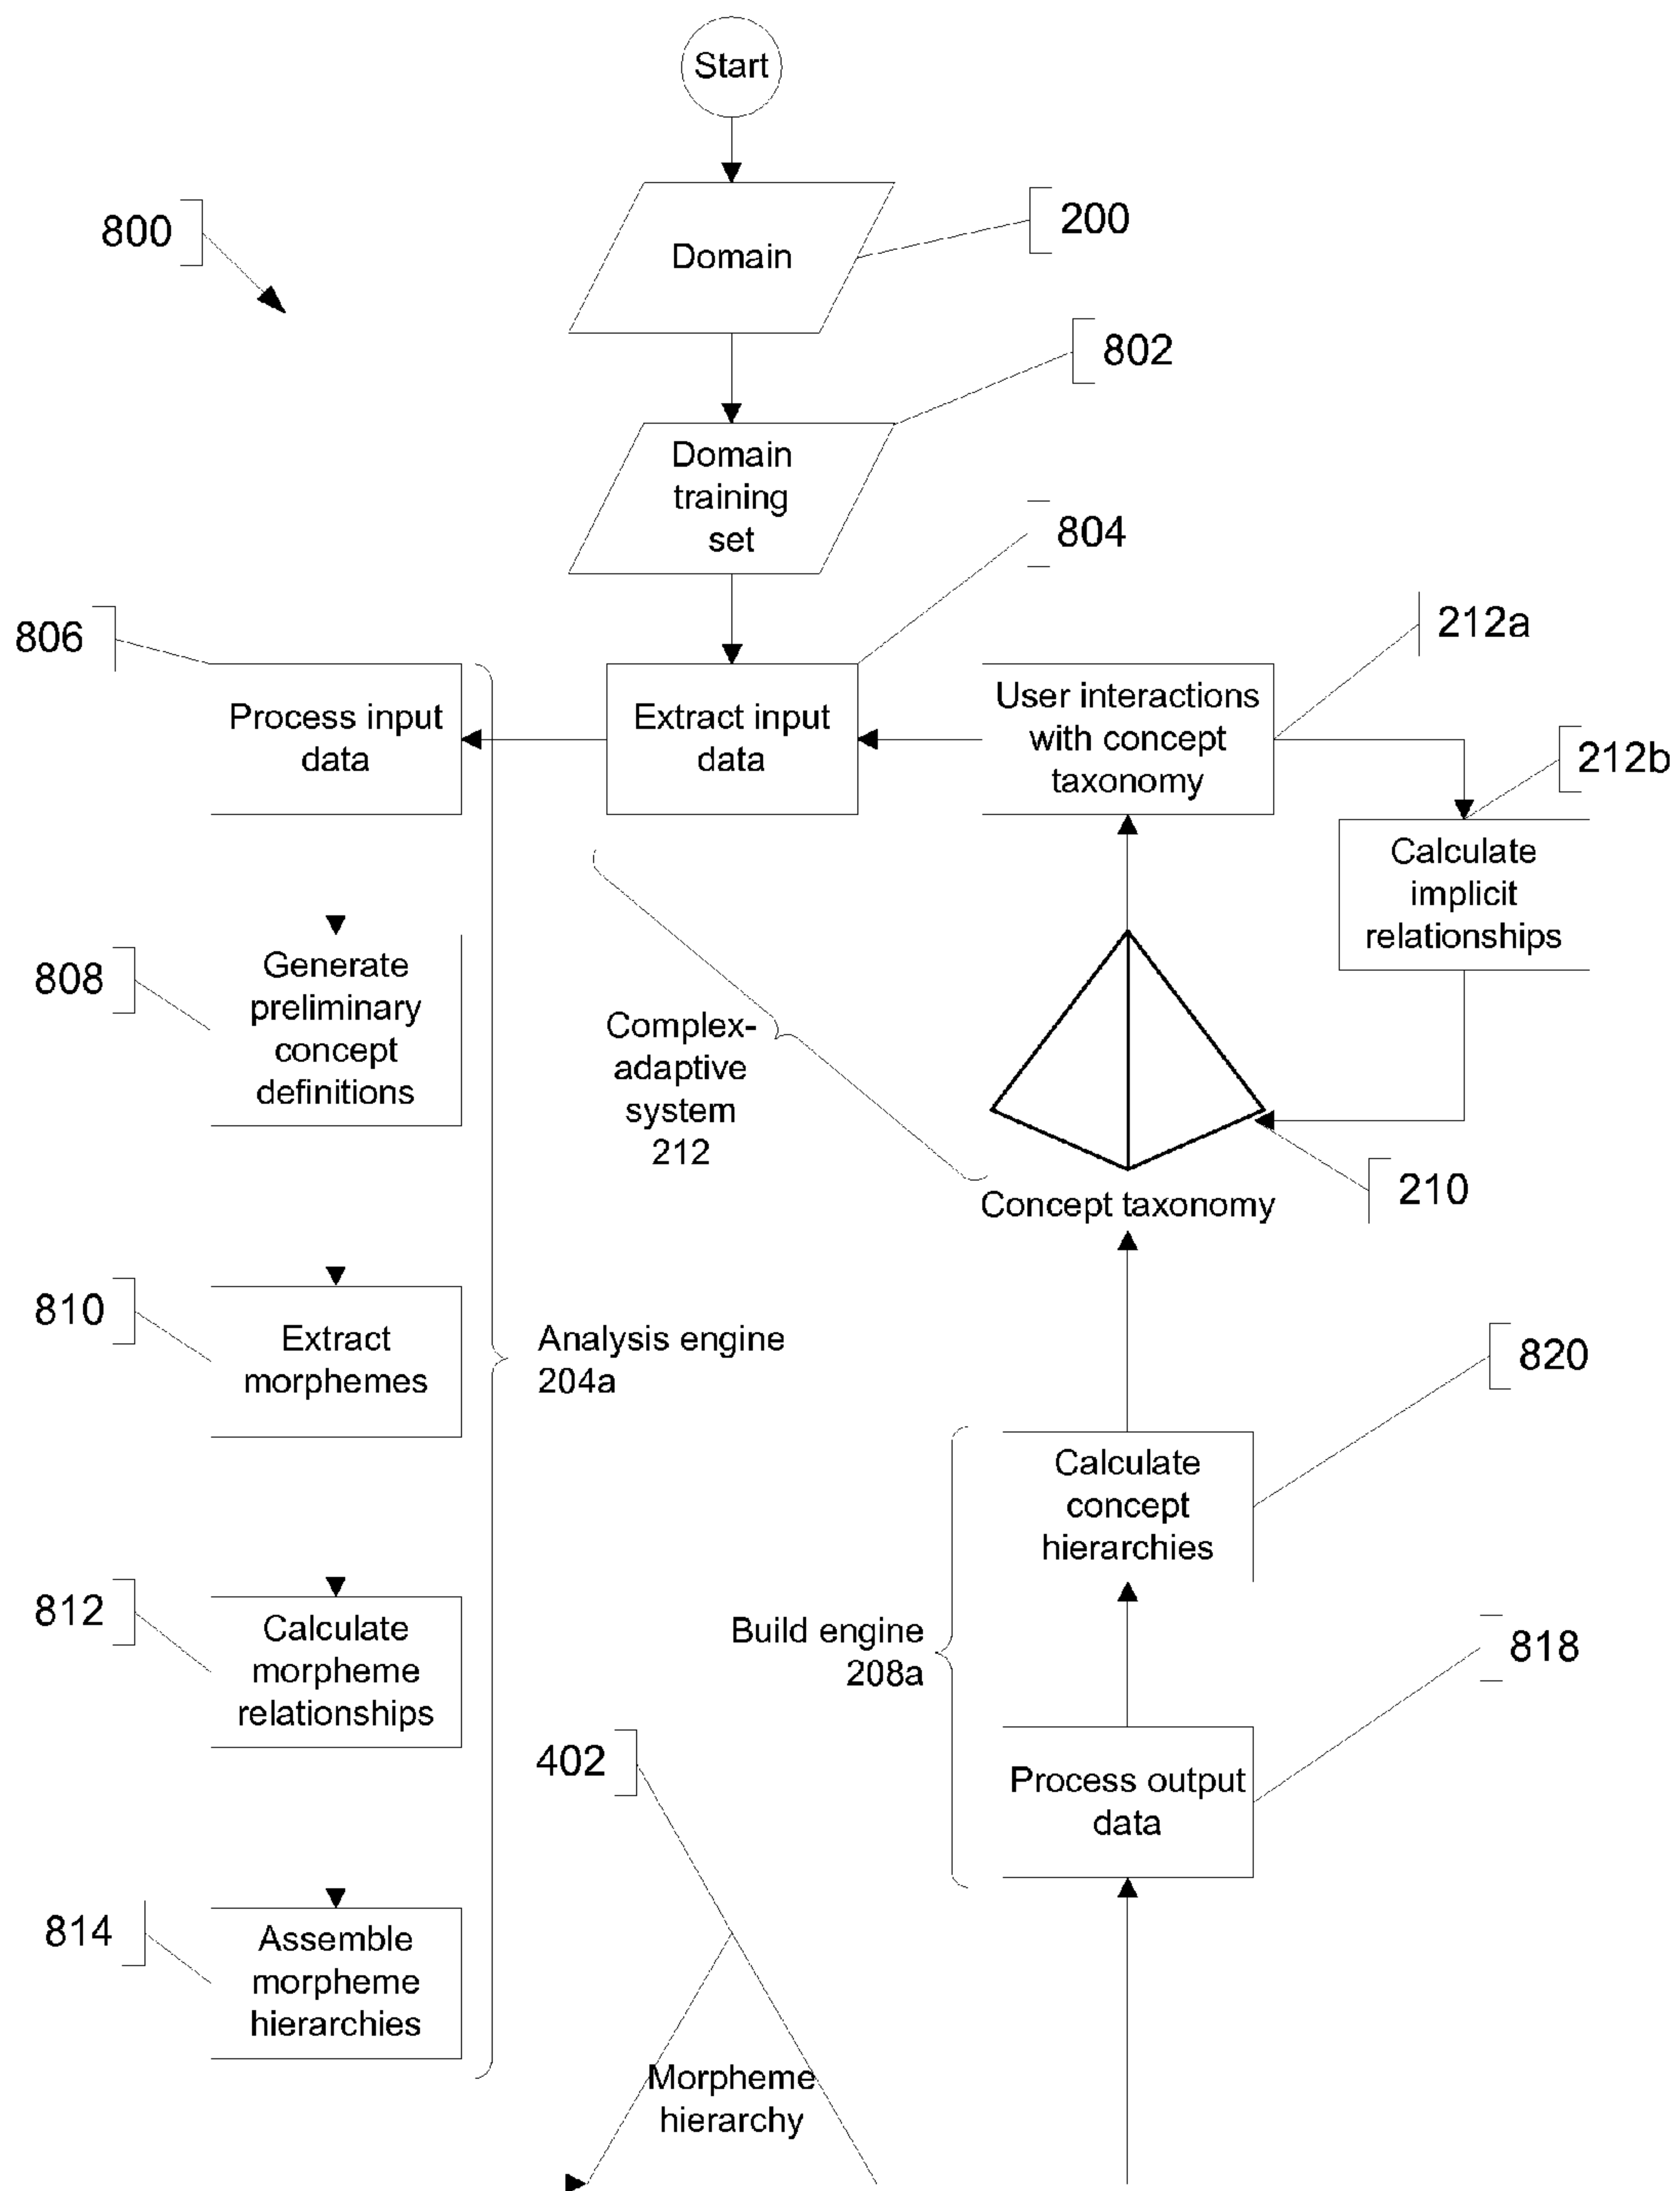 Start
800
200
Domain
802
Domain
training
set
804
806
212a
Process input
data
Extract input
data
User interactions
with concept
taxonomy
212b
Calculate
implicit
relationships
808
Generate
preliminary
concept
definitions
Complex-
adaptive
system
212
210
Concept taxonomy
810
Extract
morphemes
Analysis engine
204a
820
Calculate
concept
hierarchies
812
Calculate
morpheme
relationships
Build engine
208a
818
402
Process output
data
814
Assemble
morpheme
hierarchies
Morpheme
hierarchy